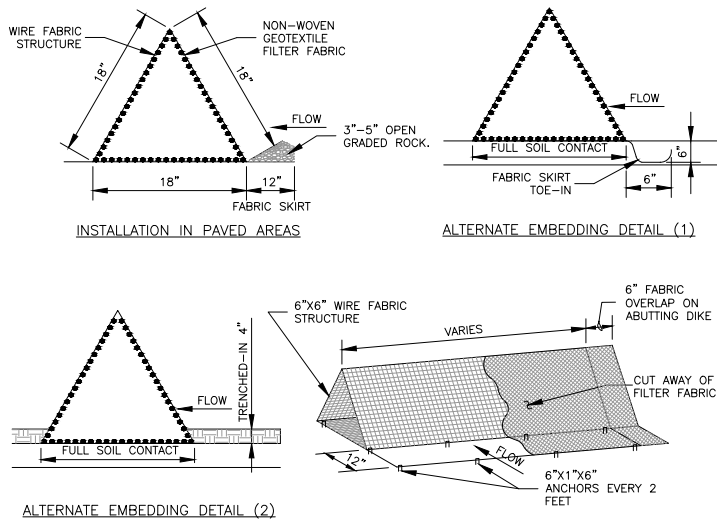 WIRE FABRIC
STRUCTURE
NON-WOVEN
GEOTEXTILE
FILTER FABRIC
18"
18"
FLOW
3"-5" OPEN
GRADED ROCK.
18"
12"
FABRIC SKIRT
INSTALLATION IN PAVED AREAS
FLOW
FULL SOIL CONTACT
6"
FABRIC SKIRT
TOE-IN
6"
ALTERNATE EMBEDDING DETAIL (1)
FLOW
TRENCHED-IN 4"
FULL SOIL CONTACT
ALTERNATE EMBEDDING DETAIL (2)
6"X6" WIRE FABRIC
STRUCTURE
VARIES
6" FABRIC
OVERLAP ON
ABUTTING DIKE
CUT AWAY OF
FILTER FABRIC
FLOW
12"
6"X1"X6"
ANCHORS EVERY 2
FEET